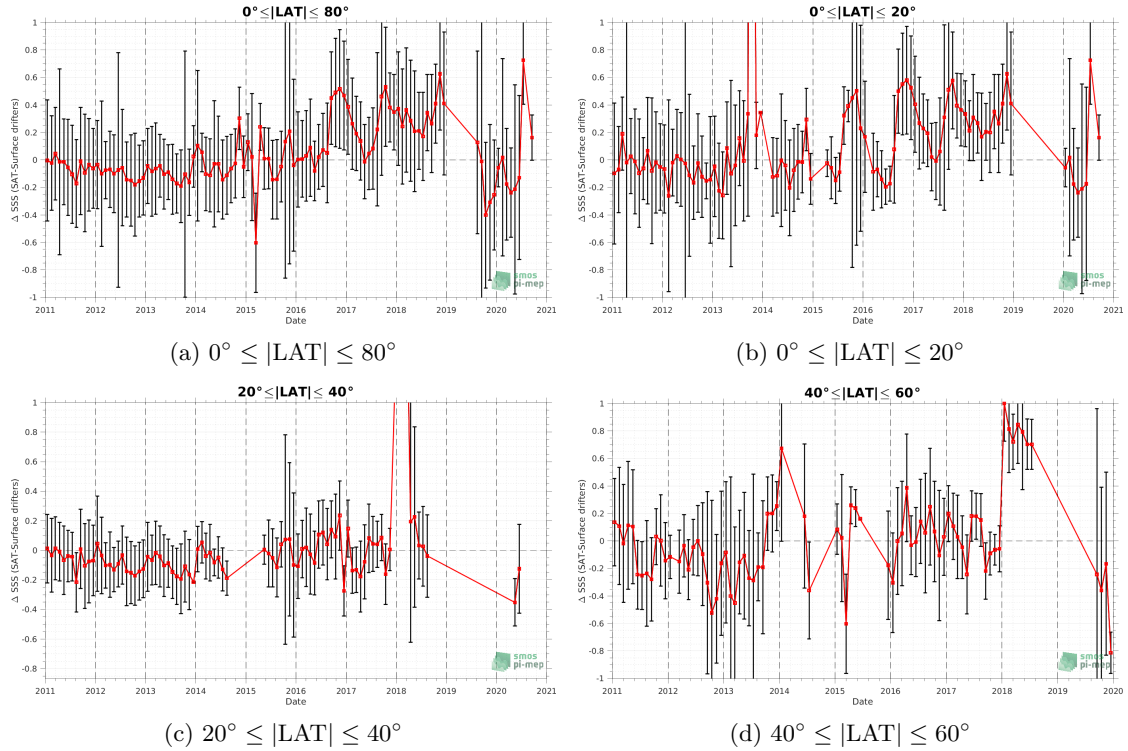 0°≤|LAT|≤ 80°
1
0.8
0.6
0.4
0.2
0
-0.2
-0.4
-0.6
-0.8
-1
Δ SSS (SAT-Surface drifters)
2011 2012 2013 2014 2015 2016 2017 2018 2019 2020 2021
Date
smos
pi-mep
(a) 0° ≤ |LAT| ≤ 80°
0°≤|LAT|≤ 20°
1
0.8
0.6
0.4
0.2
0
-0.2
-0.4
-0.6
-0.8
-1
Δ SSS (SAT-Surface drifters)
2011 2012 2013 2014 2015 2016 2017 2018 2019 2020 2021
Date
smos
pi-mep
(b) 0° ≤ |LAT| ≤ 20°
20°≤|LAT|≤ 40°
1
0.8
0.6
0.4
0.2
0
-0.2
-0.4
-0.6
-0.8
Δ SSS (SAT-Surface drifters)
2011 2012 2013 2014 2015 2016 2017 2018 2019 2020 2021
Date
smos
pi-mep
(c) 20° ≤ |LAT| ≤ 40°
40°≤|LAT|≤ 60°
1
0.8
0.6
0.4
0.2
0
-0.2
-0.4
-0.6
-0.8
-1
Δ SSS (SAT-Surface drifters)
2011 2012 2013 2014 2015 2016 2017 2018 2019 2020
Date
smos
pi-mep
(d) 40° ≤ |LAT| ≤ 60°